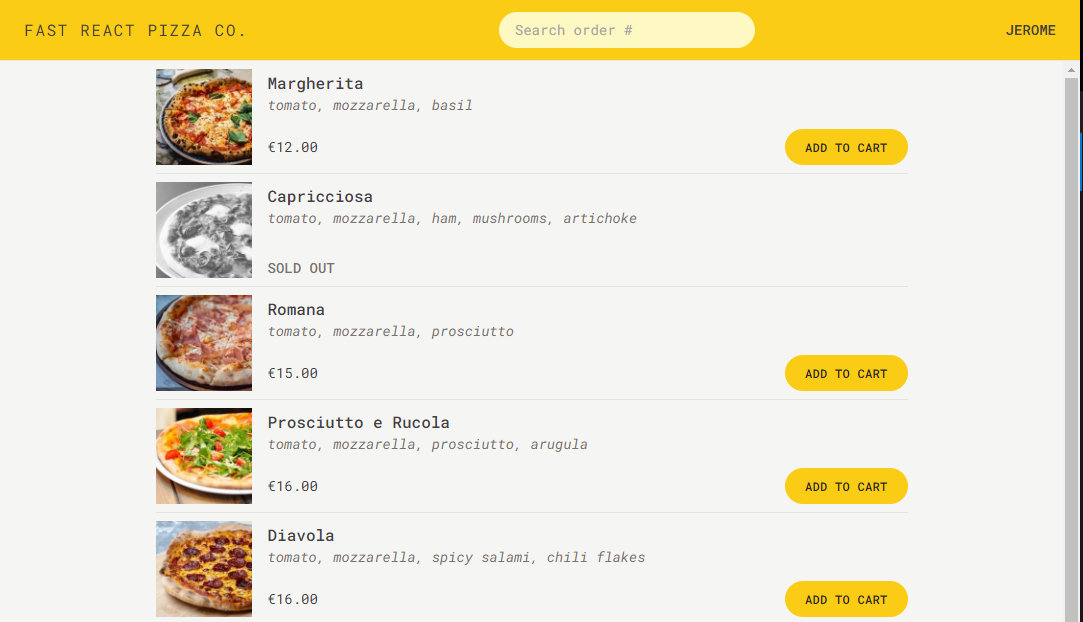 FAST REACT PIZZA CO.
Search order #
JEROME
Margherita
tomato, mozzarella, basil
€12.00
ADD TO CART
Capricciosa
tomato, mozzarella, ham, mushrooms, artichoke
SOLD OUT
Romana
tomato, mozzarella, prosciutto
€15.00
ADD TO CART
Prosciutto e Rucola
tomato, mozzarella, prosciutto, arugula
€16.00
ADD TO CART
Diavola
tomato, mozzarella, spicy salami, chili flakes
€16.00
ADD TO CART